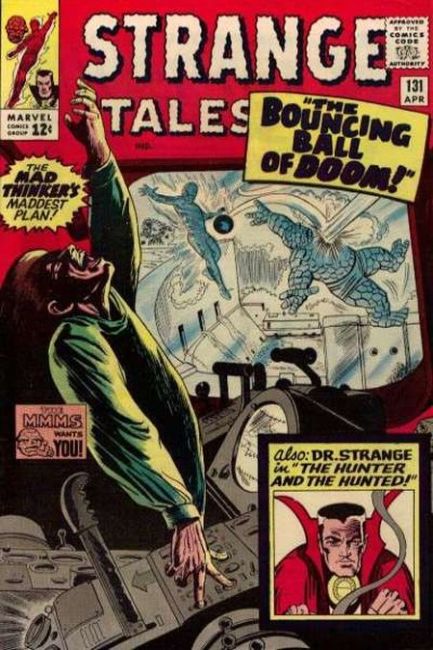 STRANGE
TALES
IND.
MARVEL
COMICS
GROUP
12¢
APPROVED
BY THE
COMICS
CODE
AUTHORITY
131
APR
"THE
BOUNCING
BALL
OF DOOM!"
THE
MAD
THINKER'S
MADDEST
PLAN!
THE
MMMS
WANTS
YOU!
also: DR. STRANGE
in "THE HUNTER
AND THE HUNTED!"